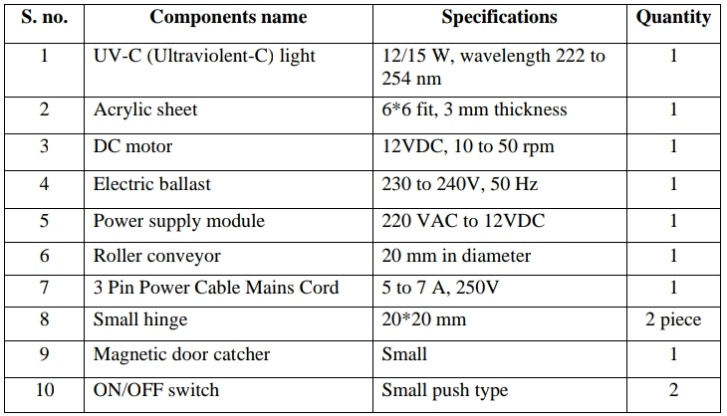 S. no. Components name Specifications Quantity
1 UV-C (Ultraviolent-C) light 12/15 W, wavelength 222 to 1
254 nm
2 Acrylic sheet 6*6 fit, 3 mm thickness 1
3 DC motor 12VDC, 10 to 50 rpm 1
4 Electric ballast 230 to 240V, 50 Hz 1
5 Power supply module 220 VAC to 12VDC 1
6 Roller conveyor 20 mm in diameter 1
7 3 Pin Power Cable Mains Cord 5 to 7 A, 250V 1
8 Small hinge 20*20 mm 2 piece
9 Magnetic door catcher Small 1
10 ON/OFF switch Small push type 2